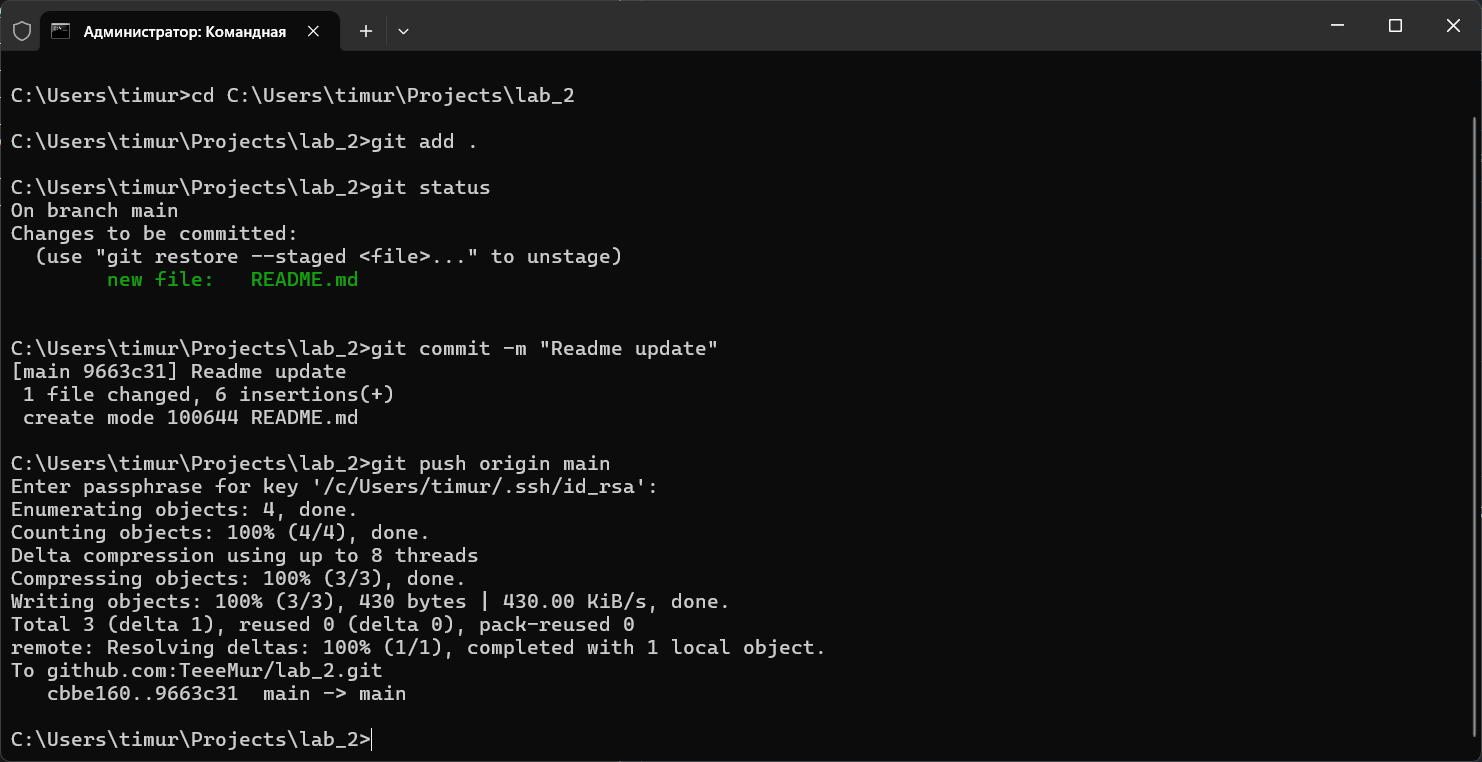 Администратор: Командная
C:\Users\timur>cd C:\Users\timur\Projects\lab_2
C:\Users\timur\Projects\lab_2>git add .
C:\Users\timur\Projects\lab_2>git status
On branch main
Changes to be committed:
  (use "git restore --staged <file>..." to unstage)
        new file:   README.md
C:\Users\timur\Projects\lab_2>git commit -m "Readme update"
[main 9663c31] Readme update
 1 file changed, 6 insertions(+)
 create mode 100644 README.md
C:\Users\timur\Projects\lab_2>git push origin main
Enter passphrase for key '/c/Users/timur/.ssh/id_rsa':
Enumerating objects: 4, done.
Counting objects: 100% (4/4), done.
Delta compression using up to 8 threads
Compressing objects: 100% (3/3), done.
Writing objects: 100% (3/3), 430 bytes | 430.00 KiB/s, done.
Total 3 (delta 1), reused 0 (delta 0), pack-reused 0
remote: Resolving deltas: 100% (1/1), completed with 1 local object.
To github.com:TeeeMur/lab_2.git
   cbbe160..9663c31  main -> main
C:\Users\timur\Projects\lab_2>